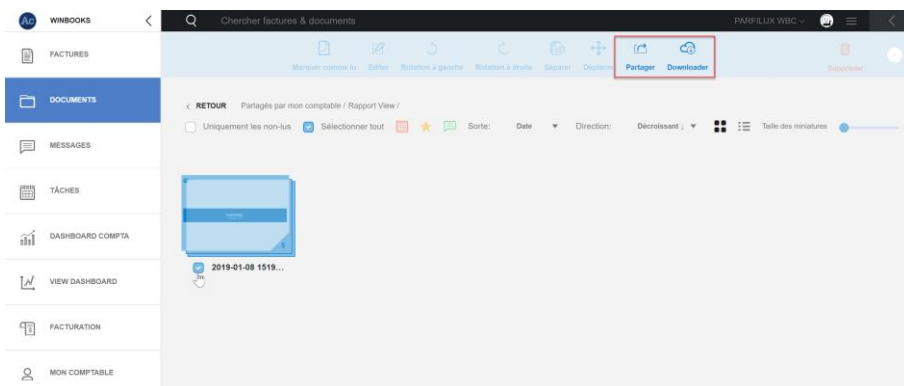 Ac WINBOOKS
Chercher factures & documents
PARFILUX WBC
FACTURES
Marquer comme lu Editer Rotation à gauche Rotation à droite Séparer Déplacer Partager Downloader Supprimer
DOCUMENTS
RETOUR Partagés par mon comptable / Rapport View /
Uniquement les non-lus Sélectionner tout Sorte: Date Direction: Décroissant ↓ Taille des miniatures
MESSAGES
TÂCHES
5
DASHBOARD COMPTA
2019-01-08 1519...
VIEW DASHBOARD
FACTURATION
MON COMPTABLE